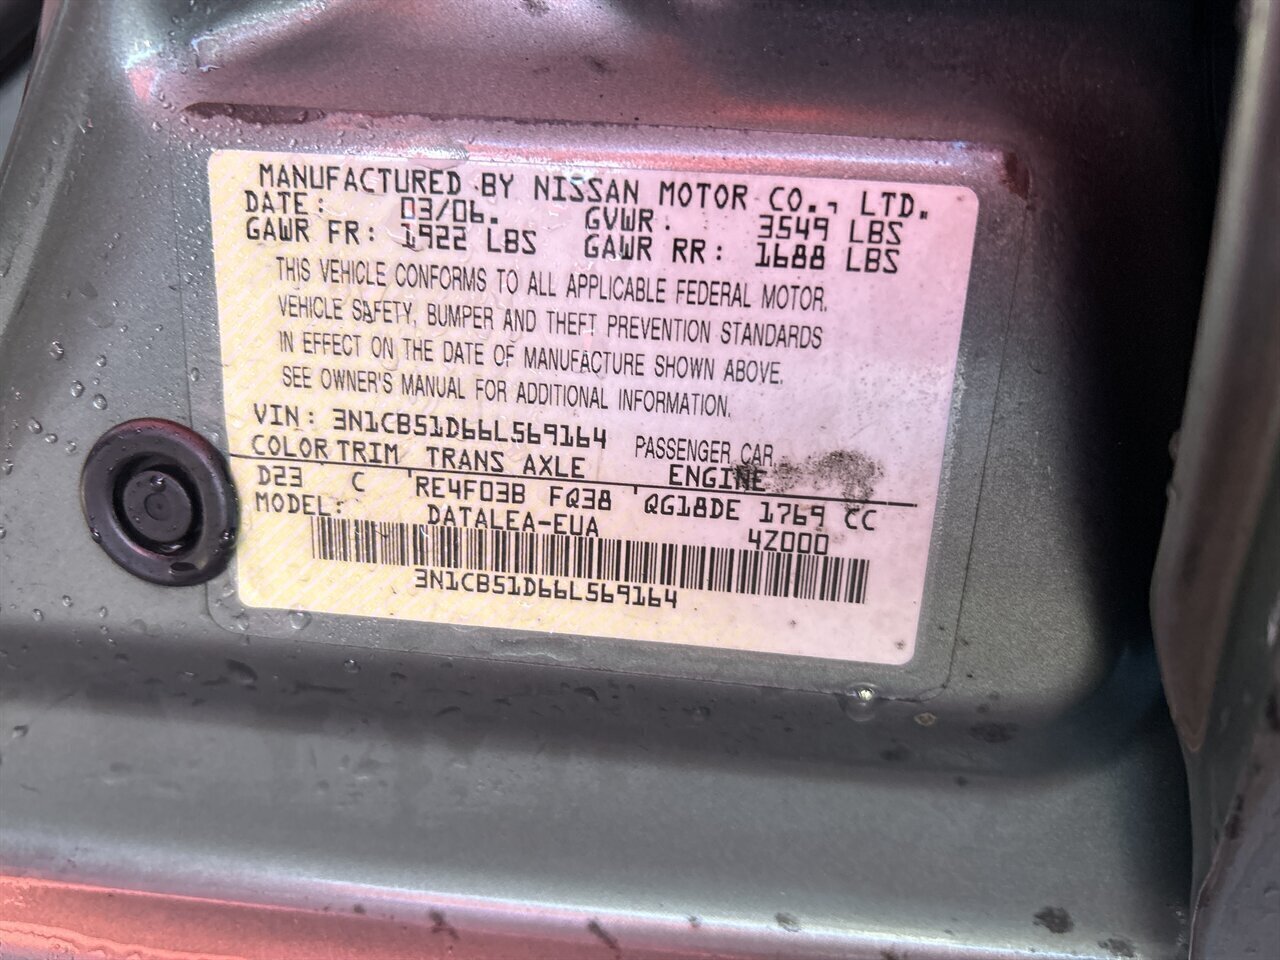 MANUFACTURED BY NISSAN MOTOR CO., LTD.
DATE: 03/06. GVWR. 3549 LBS
GAWR FR: 1922 LBS GAWR RR: 1688 LBS
THIS VEHICLE CONFORMS TO ALL APPLICABLE FEDERAL MOTOR.
VEHICLE SAFETY, BUMPER AND THEFT PREVENTION STANDARDS
IN EFFECT ON THE DATE OF MANUFACTURE SHOWN ABOVE.
SEE OWNER'S MANUAL FOR ADDITIONAL INFORMATION.
VIN: 3N1CB51D66L569164 PASSENGER CAR
COLOR TRIM TRANS AXLE ENGINE
D23 C RE4F03B FQ38 QG18DE 1769 CC
MODEL: DATALEA-EUA 4Z000
3N1CB51D66L569164